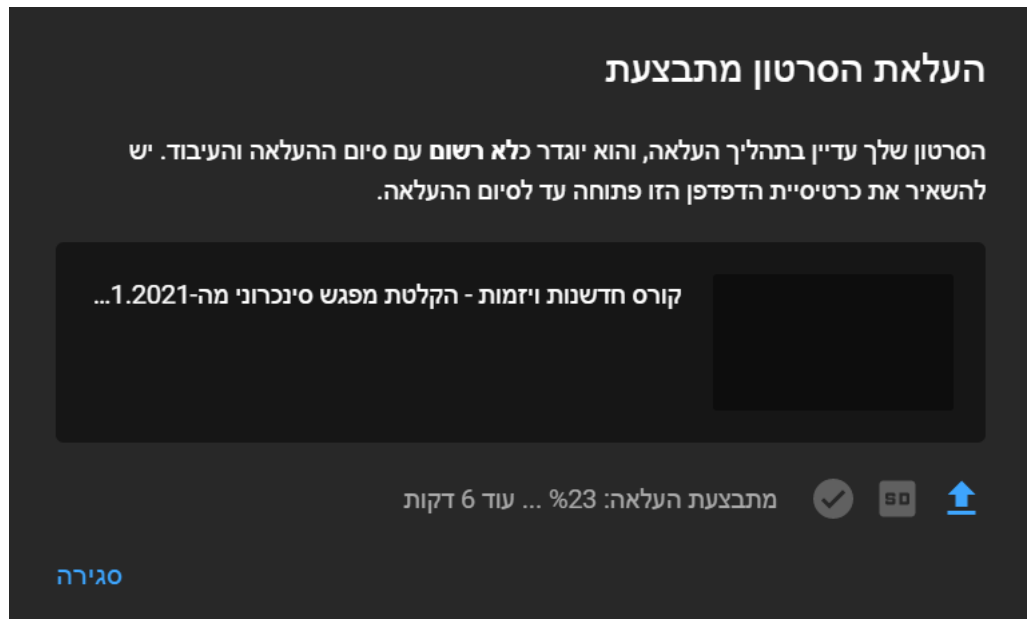 העלאת הסרטון מתבצעת
הסרטון שלך עדיין בתהליך העלאה, והוא יוגדר כלא רשום עם סיום ההעלאה והעיבוד. יש
להשאיר את כרטיסיית הדפדפן הזו פתוחה עד לסיום ההעלאה.
קורס חדשנות ויזמות - הקלטת מפגש סינכרוני מה-1.2021...
SD
מתבצעת העלאה: 23% ... עוד 6 דקות
סגירה